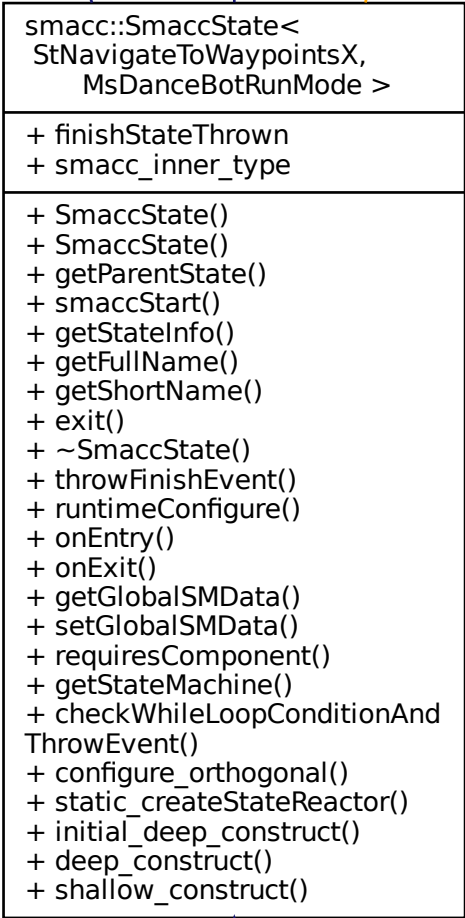 smacc::SmaccState<
StNavigateToWaypointsX,
MsDanceBotRunMode >
+ finishStateThrown
+ smacc_inner_type
+ SmaccState()
+ SmaccState()
+ getParentState()
+ smaccStart()
+ getStateInfo()
+ getFullName()
+ getShortName()
+ exit()
+ ~SmaccState()
+ throwFinishEvent()
+ runtimeConfigure()
+ onEntry()
+ onExit()
+ getGlobalSMData()
+ setGlobalSMData()
+ requiresComponent()
+ getStateMachine()
+ checkWhileLoopConditionAnd
ThrowEvent()
+ configure_orthogonal()
+ static_createStateReactor()
+ initial_deep_construct()
+ deep_construct()
+ shallow_construct()